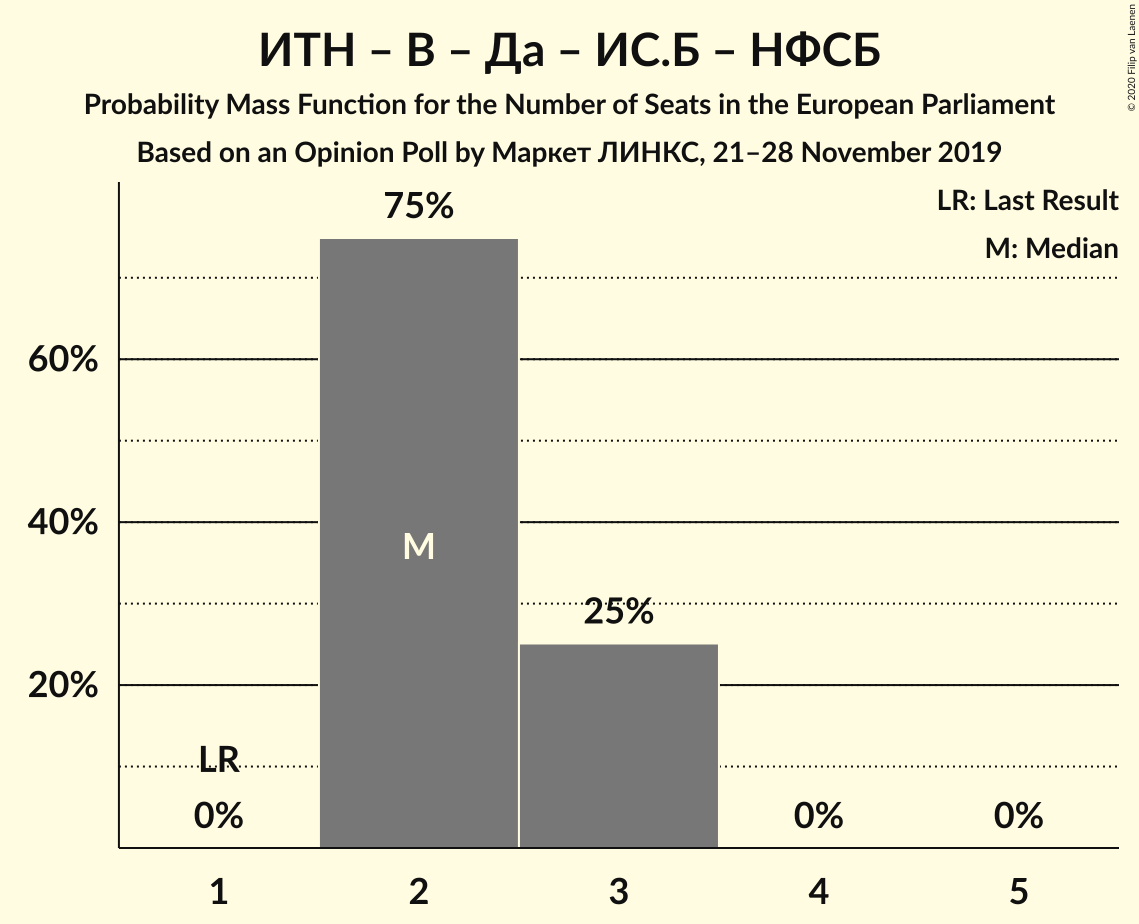 ИТН – В – Да – ИС.Б – НФСБ
Probability Mass Function for the Number of Seats in the European Parliament
Based on an Opinion Poll by Маркет ЛИНКС, 21–28 November 2019
© 2020 Filip van Laenen
LR: Last Result
M: Median
75%
60%
40%
M
25%
20%
LR
0%
0%
0%
1
2
3
4
5